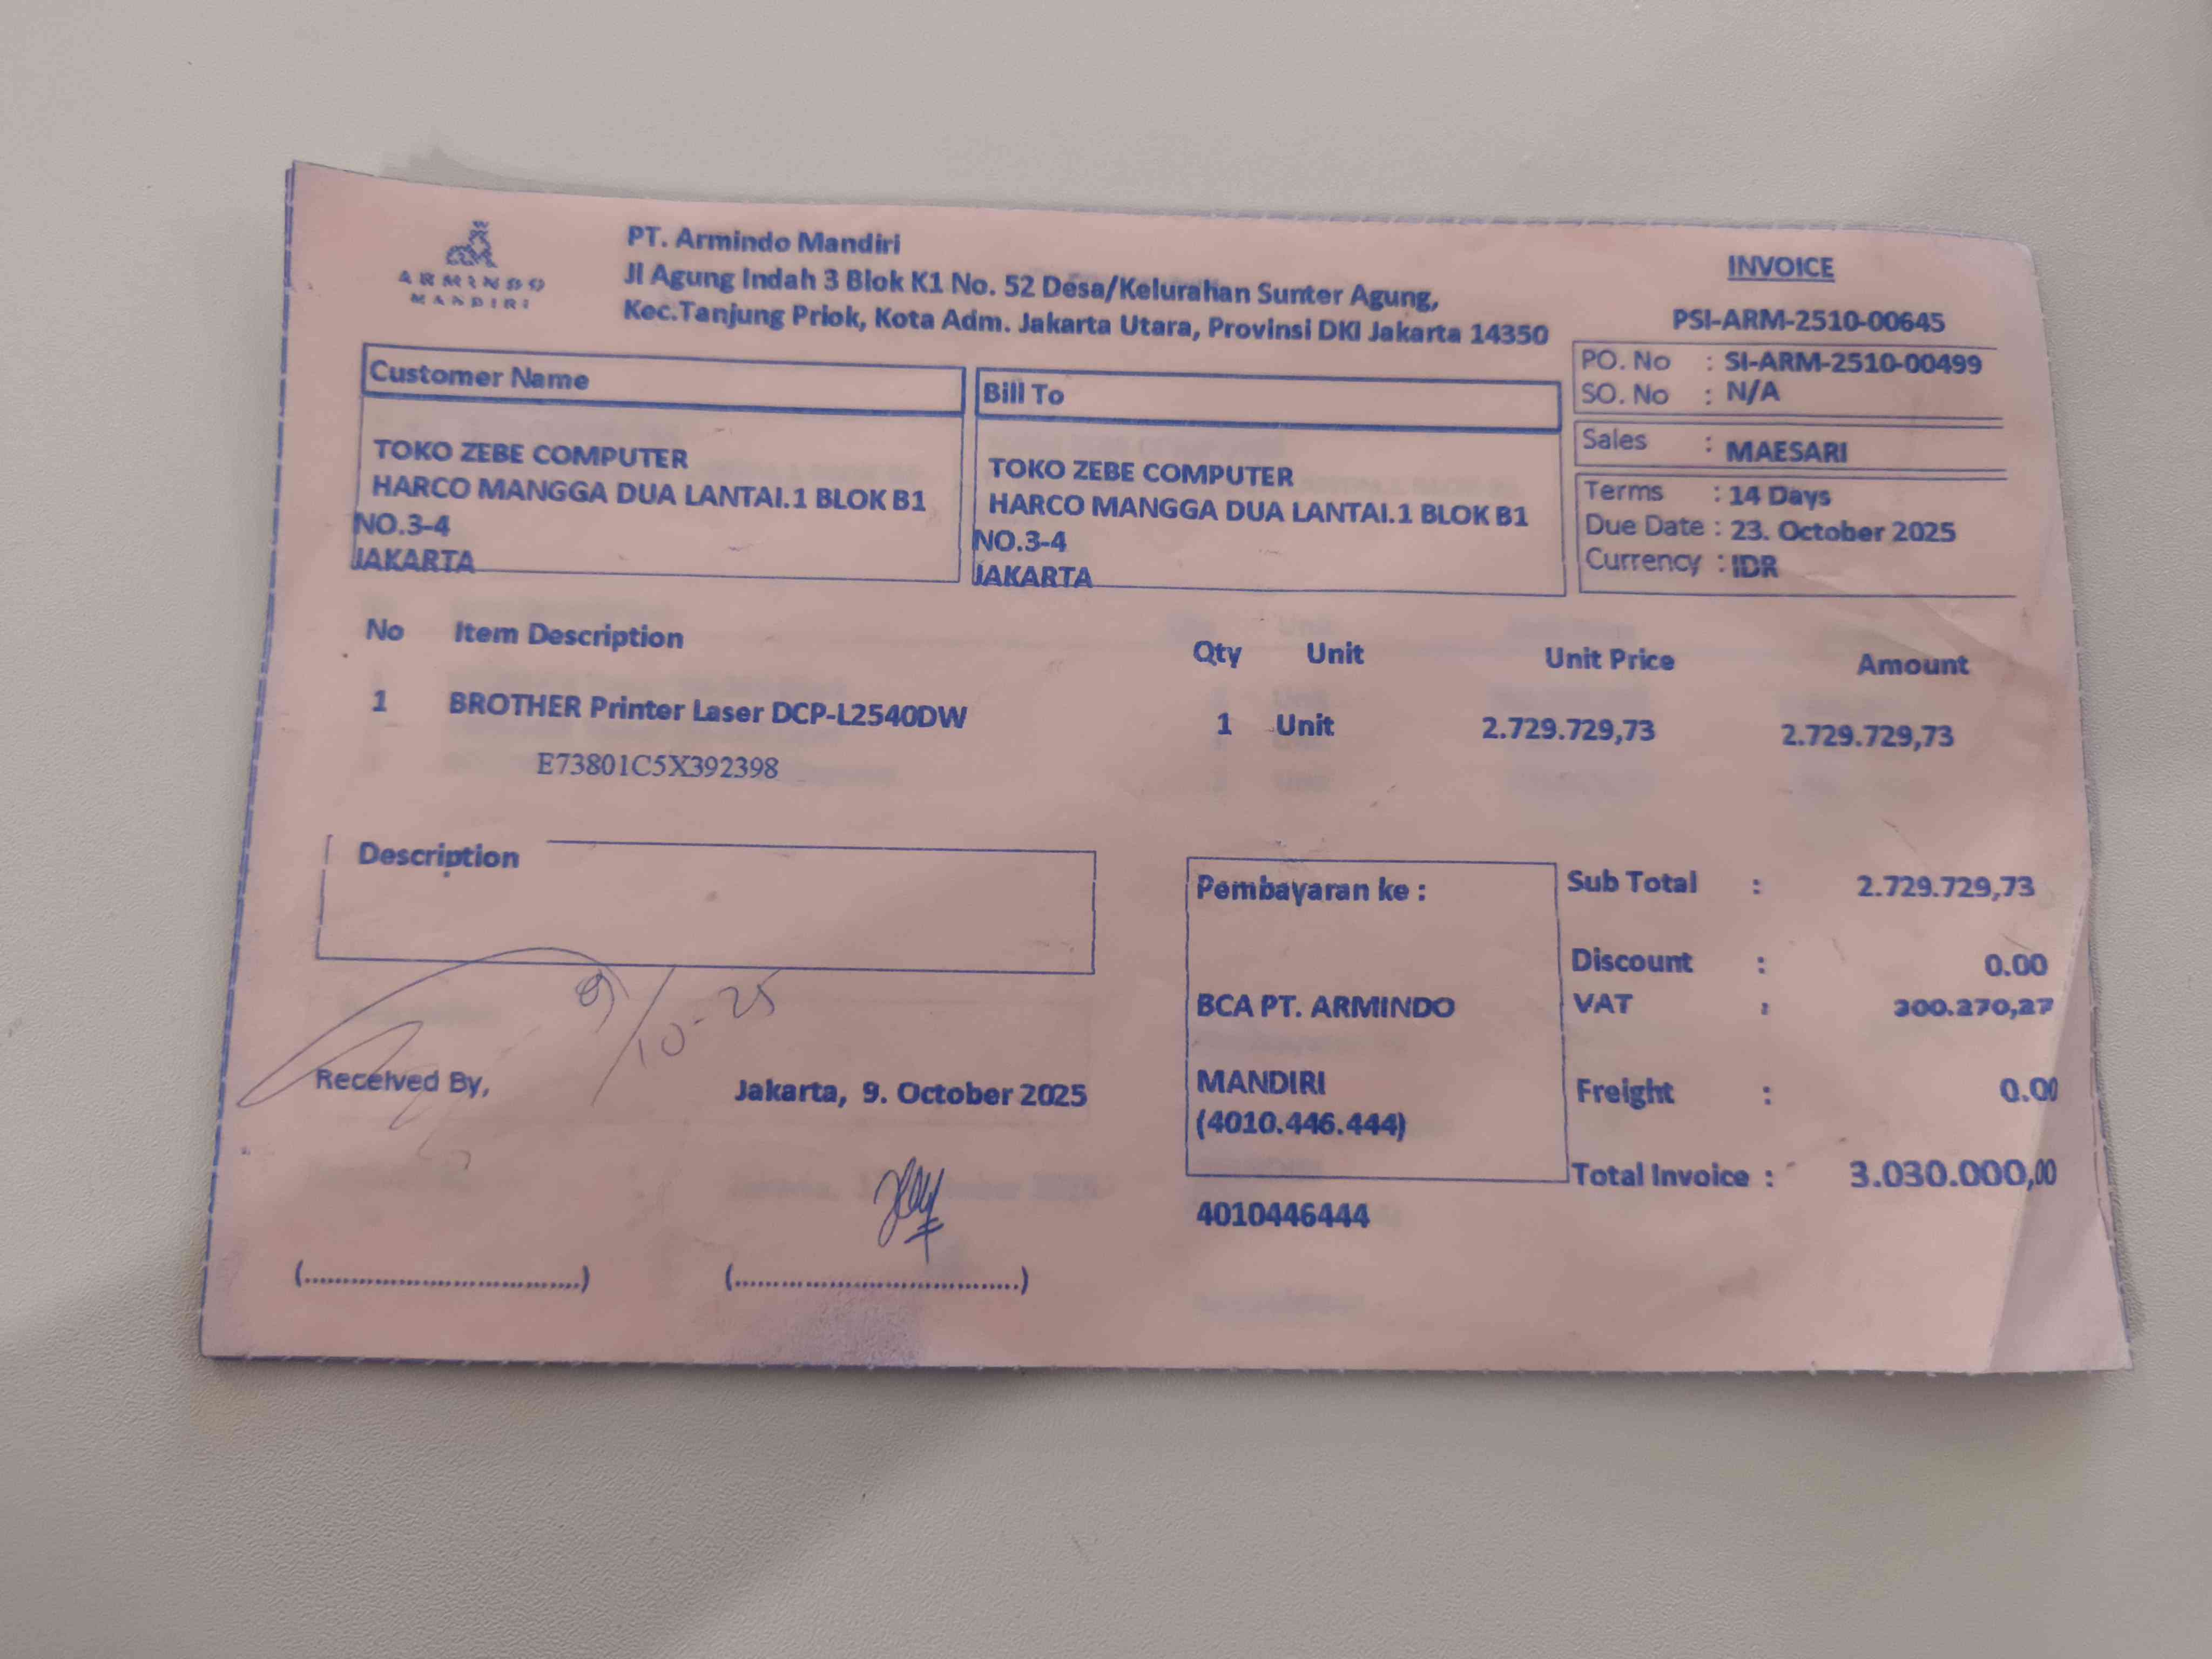 ARMINDO
MANDIRI
PT. Armindo Mandiri
Jl Agung Indah 3 Blok K1 No. 52 Desa/Kelurahan Sunter Agung,
Kec.Tanjung Priok, Kota Adm. Jakarta Utara, Provinsi DKI Jakarta 14350
INVOICE
PSI-ARM-2510-00645
PO. No : SI-ARM-2510-00499
SO. No : N/A
Sales : MAESARI
Terms : 14 Days
Due Date : 23. October 2025
Currency : IDR
Customer Name
TOKO ZEBE COMPUTER
HARCO MANGGA DUA LANTAI.1 BLOK B1
NO.3-4
JAKARTA
Bill To
TOKO ZEBE COMPUTER
HARCO MANGGA DUA LANTAI.1 BLOK B1
NO.3-4
JAKARTA
No Item Description Qty Unit Unit Price Amount
1 BROTHER Printer Laser DCP-L2540DW 1 Unit 2.729.729,73 2.729.729,73
E73801C5X392398
Description
9/10-25
Received By,
Jakarta, 9. October 2025
(................................)
(................................)
Pembayaran ke :
BCA PT. ARMINDO
MANDIRI
(4010.446.444)
4010446444
Sub Total : 2.729.729,73
Discount : 0.00
VAT : 300.270,27
Freight : 0.00
Total Invoice : 3.030.000,00